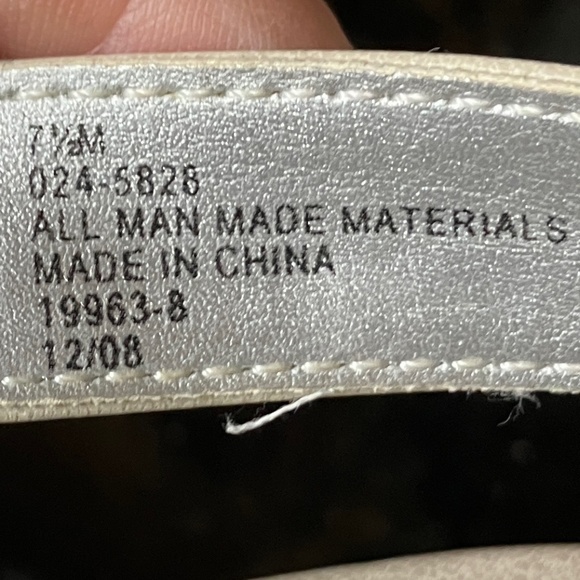 7½M
024-5828
ALL MAN MADE MATERIALS
MADE IN CHINA
19963-8
12/08